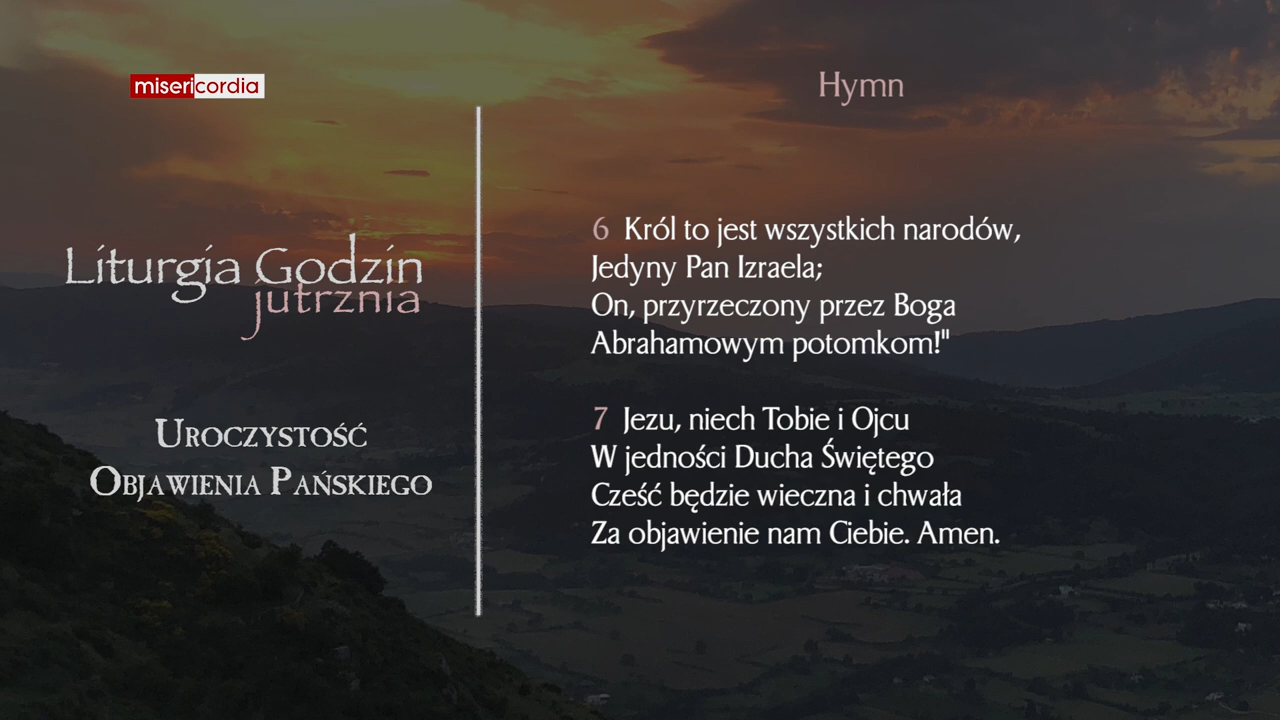 misericordia
Liturgia Godzin
jutrznia
Uroczystość
Objawienia Pańskiego
Hymn
6 Król to jest wszystkich narodów,
Jedyny Pan Izraela;
On, przyrzeczony przez Boga
Abrahamowym potomkom!"
7 Jezu, niech Tobie i Ojcu
W jedności Ducha Świętego
Cześć będzie wieczna i chwała
Za objawienie nam Ciebie. Amen.